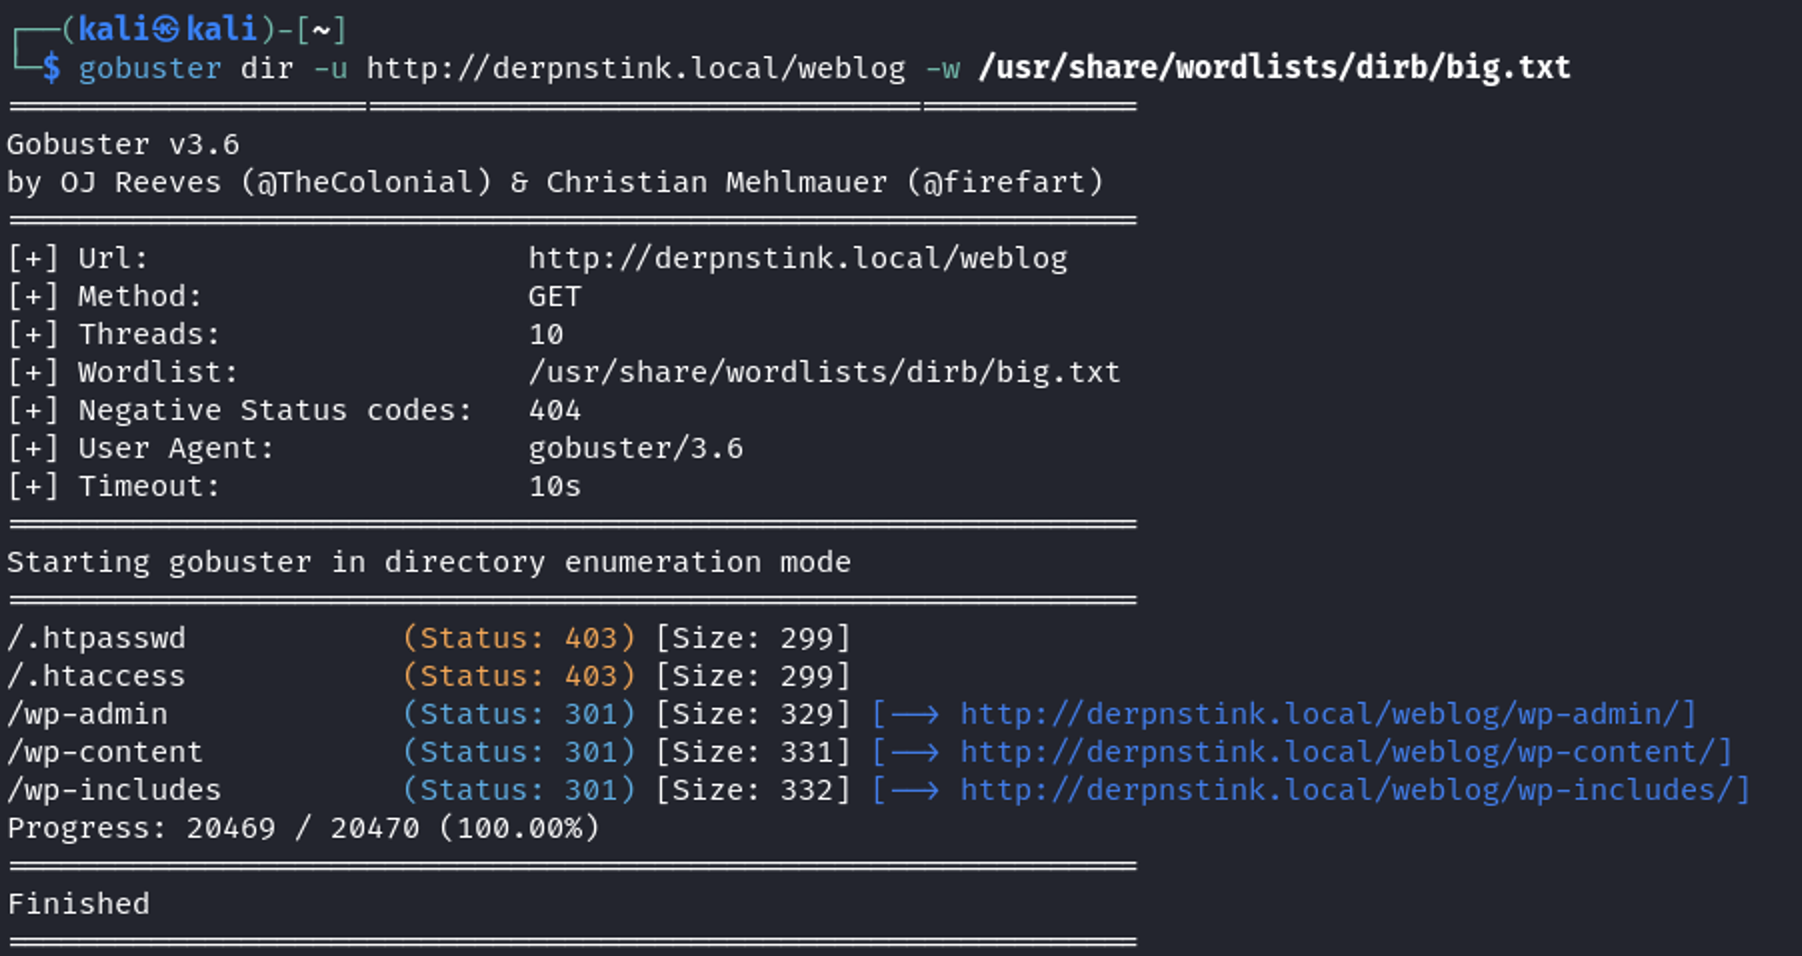 ┌──(kali㉿kali)-[~]
└─$ gobuster dir -u http://derpnstink.local/weblog -w /usr/share/wordlists/dirb/big.txt
===============================================================
Gobuster v3.6
by OJ Reeves (@TheColonial) & Christian Mehlmauer (@firefart)
===============================================================
[+] Url:                     http://derpnstink.local/weblog
[+] Method:                  GET
[+] Threads:                 10
[+] Wordlist:                /usr/share/wordlists/dirb/big.txt
[+] Negative Status codes:   404
[+] User Agent:              gobuster/3.6
[+] Timeout:                 10s
===============================================================
Starting gobuster in directory enumeration mode
===============================================================
/.htpasswd            (Status: 403) [Size: 299]
/.htaccess            (Status: 403) [Size: 299]
/wp-admin             (Status: 301) [Size: 329] [--> http://derpnstink.local/weblog/wp-admin/]
/wp-content           (Status: 301) [Size: 331] [--> http://derpnstink.local/weblog/wp-content/]
/wp-includes          (Status: 301) [Size: 332] [--> http://derpnstink.local/weblog/wp-includes/]
Progress: 20469 / 20470 (100.00%)
===============================================================
Finished
===============================================================